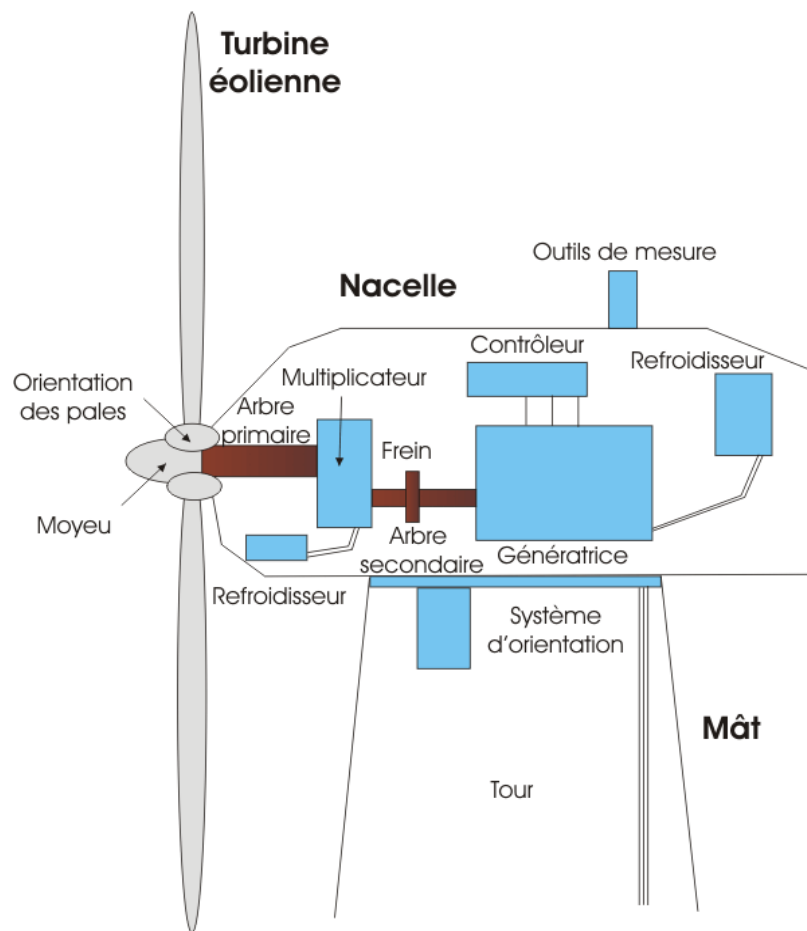 Turbine
éolienne
Outils de mesure
Nacelle
Contrôleur
Refroidisseur
Orientation
des pales
Multiplicateur
Arbre
primaire
Frein
Moyeu
Arbre
secondaire
Génératrice
Refroidisseur
Système
d'orientation
Mât
Tour